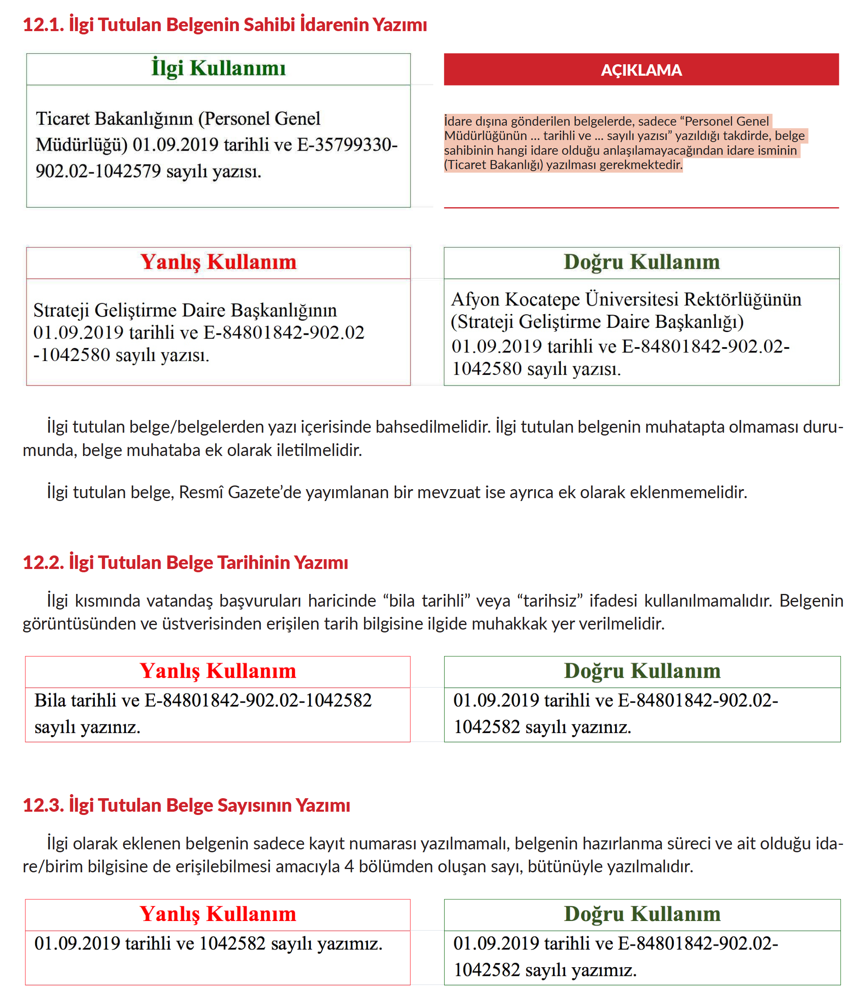 12.1. İlgi Tutulan Belgenin Sahibi İdarenin Yazımı
İlgi Kullanımı
Ticaret Bakanlığının (Personel Genel
Müdürlüğü) 01.09.2019 tarihli ve E-35799330-
902.02-1042579 sayılı yazısı.
AÇIKLAMA
İdare dışına gönderilen belgelerde, sadece “Personel Genel
Müdürlüğünün ... tarihli ve ... sayılı yazısı” yazıldığı takdirde, belge
sahibinin hangi idare olduğu anlaşılamayacağından idare isminin
(Ticaret Bakanlığı) yazılması gerekmektedir.
Yanlış Kullanım
Strateji Geliştirme Daire Başkanlığının
01.09.2019 tarihli ve E-84801842-902.02
-1042580 sayılı yazısı.
Doğru Kullanım
Afyon Kocatepe Üniversitesi Rektörlüğünün
(Strateji Geliştirme Daire Başkanlığı)
01.09.2019 tarihli ve E-84801842-902.02-
1042580 sayılı yazısı.
İlgi tutulan belge/belgelerden yazı içerisinde bahsedilmelidir. İlgi tutulan belgenin muhatapta olmaması duru-
munda, belge muhataba ek olarak iletilmelidir.
İlgi tutulan belge, Resmî Gazete’de yayımlanan bir mevzuat ise ayrıca ek olarak eklenmemelidir.
12.2. İlgi Tutulan Belge Tarihinin Yazımı
İlgi kısmında vatandaş başvuruları haricinde “bila tarihli” veya “tarihsiz” ifadesi kullanılmamalıdır. Belgenin
görüntüsünden ve üstverisinden erişilen tarih bilgisine ilgide muhakkak yer verilmelidir.
Yanlış Kullanım
Bila tarihli ve E-84801842-902.02-1042582
sayılı yazınız.
Doğru Kullanım
01.09.2019 tarihli ve E-84801842-902.02-
1042582 sayılı yazınız.
12.3. İlgi Tutulan Belge Sayısının Yazımı
İlgi olarak eklenen belgenin sadece kayıt numarası yazılmamalı, belgenin hazırlanma süreci ve ait olduğu ida-
re/birim bilgisine de erişilebilmesi amacıyla 4 bölümden oluşan sayı, bütünüyle yazılmalıdır.
Yanlış Kullanım
01.09.2019 tarihli ve 1042582 sayılı yazımız.
Doğru Kullanım
01.09.2019 tarihli ve E-84801842-902.02-
1042582 sayılı yazımız.